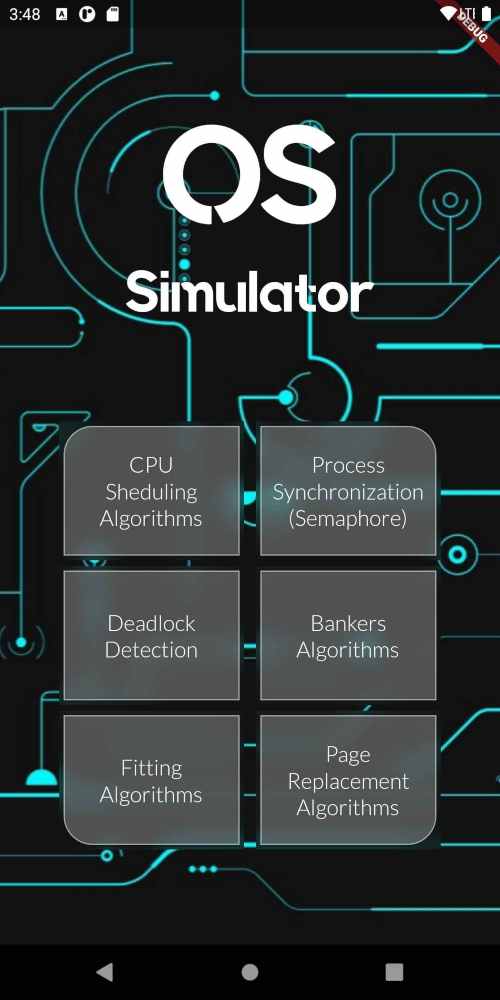 3:48
DEBUG
OS
Simulator
CPU
Sheduling
Algorithms
Process
Synchronization
(Semaphore)
Deadlock
Detection
Bankers
Algorithms
Fitting
Algorithms
Page
Replacement
Algorithms